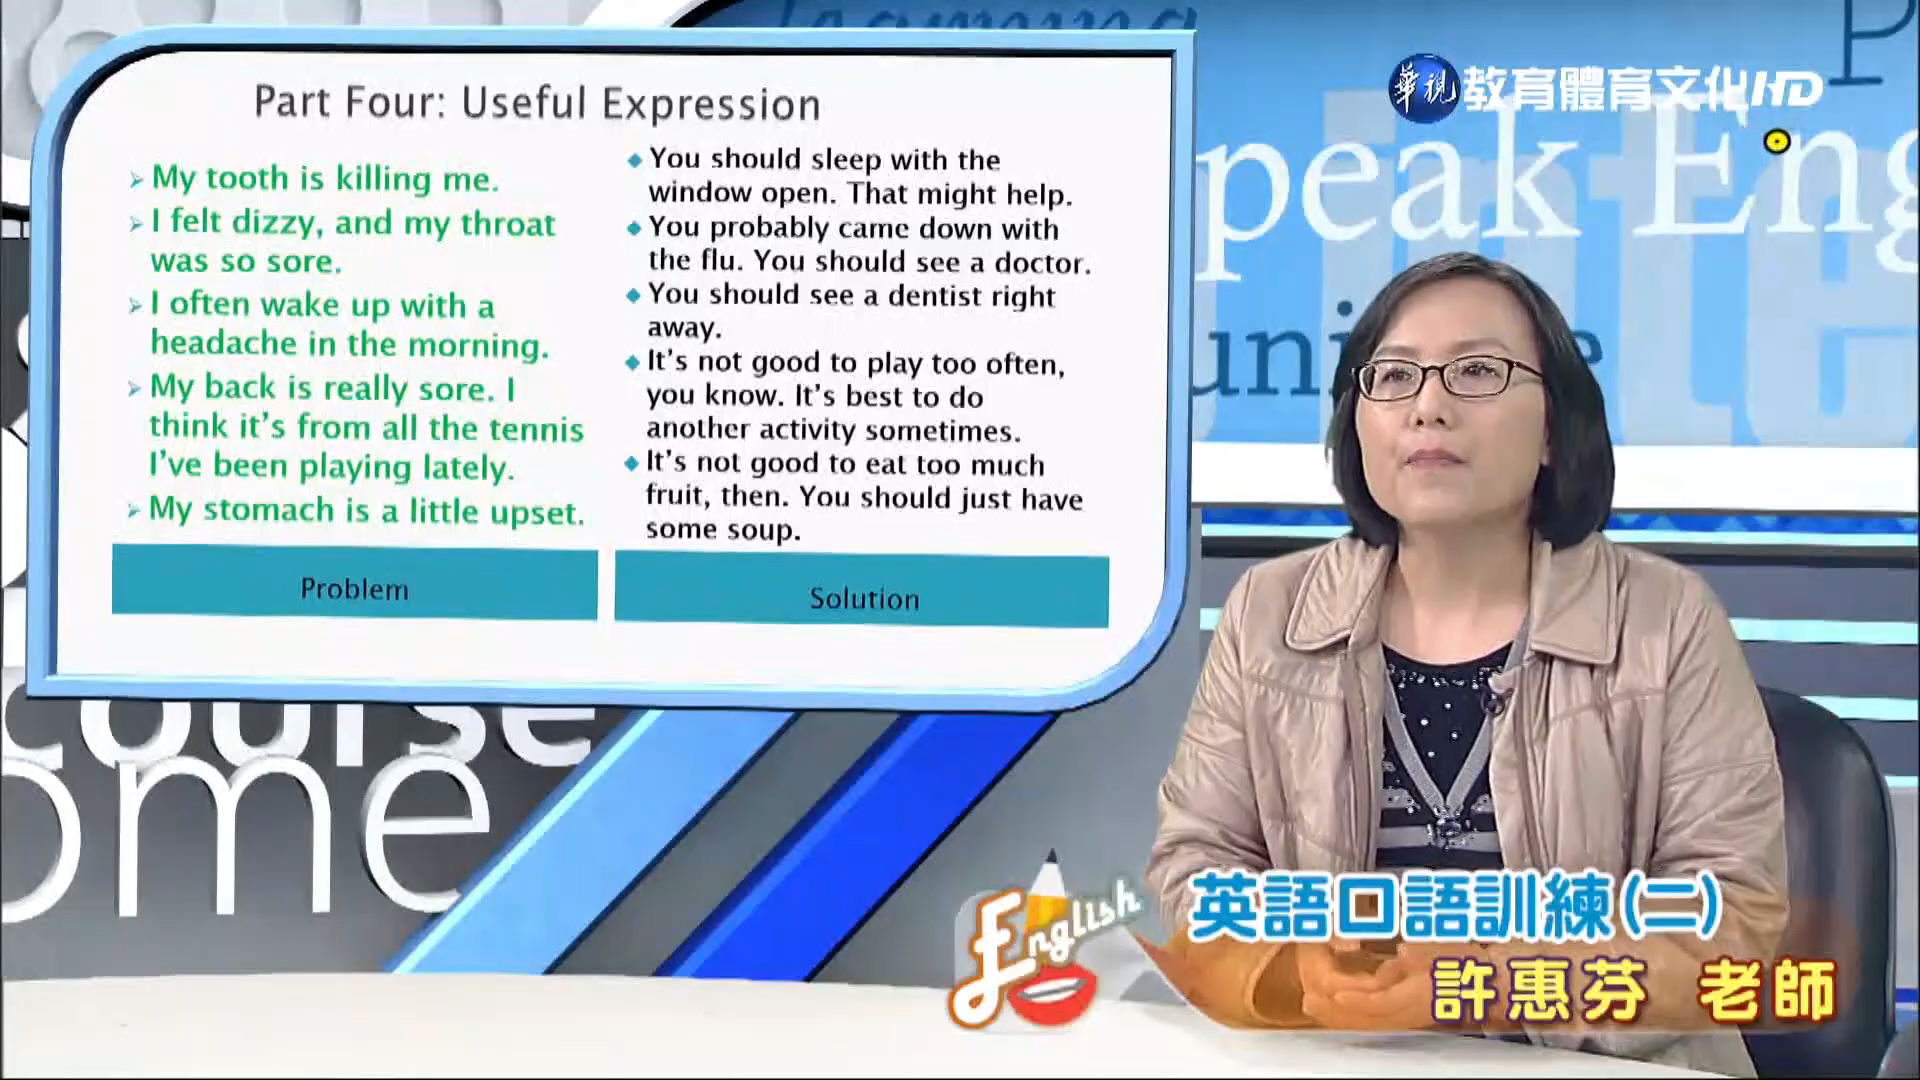 Learning
Part Four: Useful Expression
My tooth is killing me.
I felt dizzy, and my throat
was so sore.
I often wake up with a
headache in the morning.
My back is really sore. I
think it's from all the tennis
I've been playing lately.
My stomach is a little upset.
Problem
You should sleep with the
window open. That might help.
You probably came down with
the flu. You should see a doctor.
You should see a dentist right
away.
It's not good to play too often,
you know. It's best to do
another activity sometimes.
It's not good to eat too much
fruit, then. You should just have
some soup.
Solution
華視 教育體育文化HD
peak Eng
uni
course
ome
English
英語口語訓練(二)
許惠芬 老師